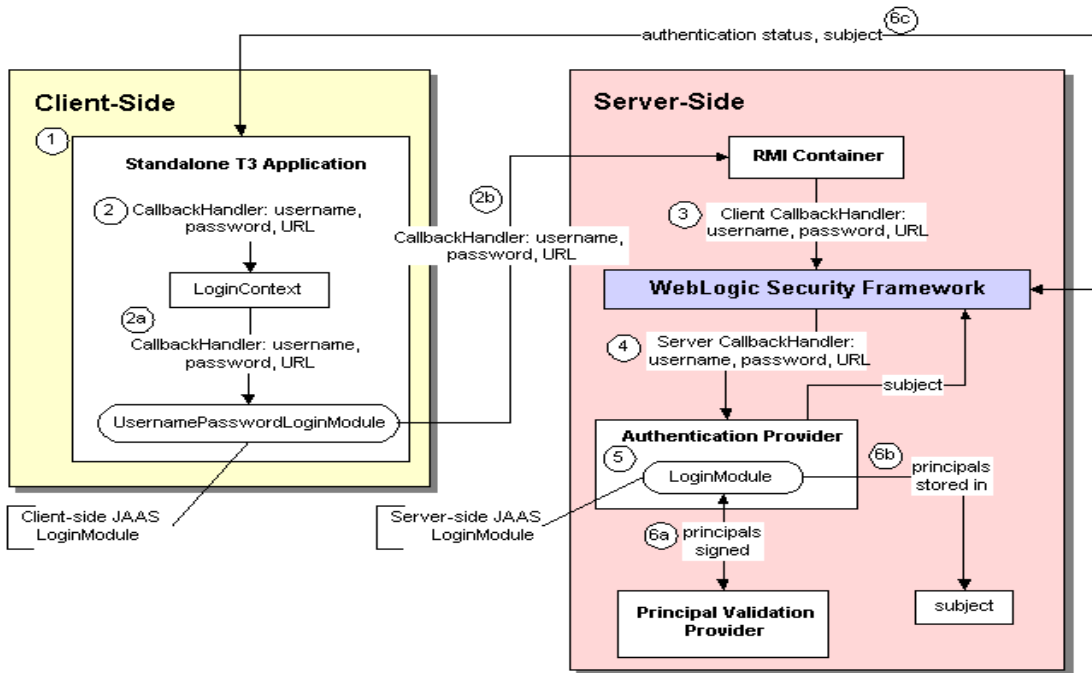 6c
authentication status, subject
Client-Side
1
Standalone T3 Application
2
CallbackHandler: username,
password, URL
LoginContext
2a
CallbackHandler: username,
password, URL
UsernamePasswordLoginModule
Client-side JAAS
LoginModule
2b
CallbackHandler: username,
password, URL
Server-Side
RMI Container
3
Client CallbackHandler:
username, password, URL
WebLogic Security Framework
4
Server CallbackHandler:
username, password, URL
subject
Authentication Provider
5
LoginModule
6b
principals
stored in
Server-side JAAS
LoginModule
6a
principals
signed
Principal Validation
Provider
subject